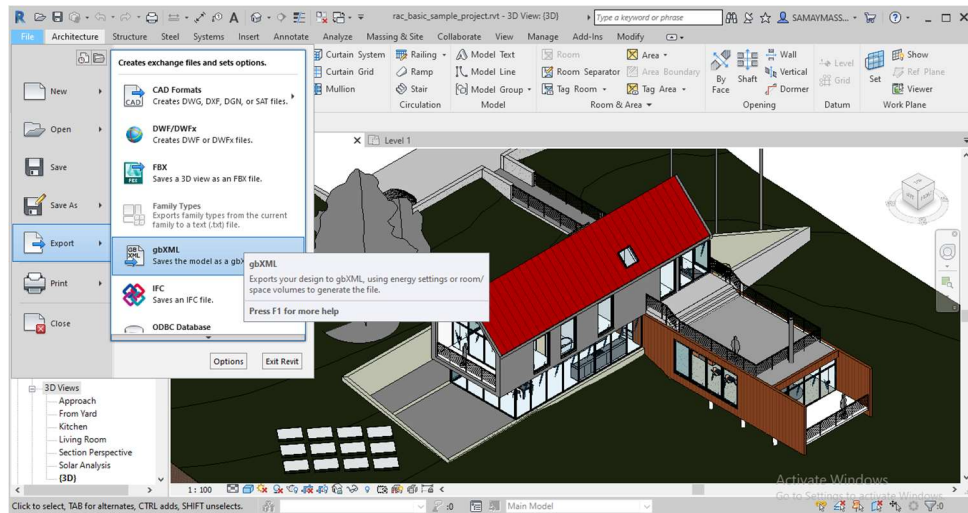 rac_basic_sample_project.rvt - 3D View: {3D}
Type a keyword or phrase
SAMAYMASS...
File Architecture Structure Steel Systems Insert Annotate Analyze Massing & Site Collaborate View Manage Add-Ins Modify
Creates exchange files and sets options.
New
Open
Save
Save As
Export
Print
Close
CAD Formats
Creates DWG, DXF, DGN, or SAT files.
DWF/DWFx
Creates DWF or DWFx files.
FBX
Saves a 3D view as an FBX file.
Family Types
Exports family types from the current
family to a text (.txt) file.
gbXML
Saves the model as a gbX
IFC
Saves an IFC file.
ODBC Database
Options Exit Revit
gbXML
Exports your design to gbXML, using energy settings or room/
space volumes to generate the file.
Press F1 for more help
Curtain System
Curtain Grid
Mullion
Railing
Ramp
Stair
Circulation
Model Text
Model Line
Model Group
Model
Room
Room Separator
Tag Room
Area
Area Boundary
Tag Area
Room & Area
By
Face
Shaft
Wall
Vertical
Dormer
Opening
Level
Grid
Datum
Set
Show
Ref Plane
Viewer
Work Plane
Level 1
3D Views
Approach
From Yard
Kitchen
Living Room
Section Perspective
Solar Analysis
{3D}
1 : 100
Activate Windows
Go to Settings to activate Windows.
Click to select, TAB for alternates, CTRL adds, SHIFT unselects.
:0
Main Model
:0